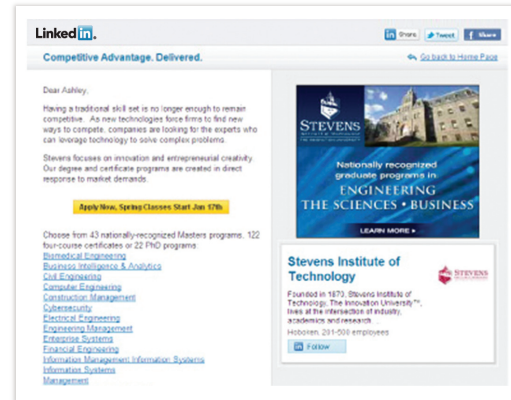 Linked in.
Share
Tweet
Share
Competitive Advantage. Delivered.
Go back to Home Page
Dear Ashley,
Having a traditional skill set is no longer enough to remain
competitive. As new technologies force firms to find new
ways to compete, companies are looking for the experts who
can leverage technology to solve complex problems.
Stevens focuses on innovation and entrepreneurial creativity.
Our degree and certificate programs are created in direct
response to market demands.
Apply Now, Spring Classes Start Jan 17th
Choose from 43 nationally-recognized Masters programs, 122
four-course certificates or 22 PhD programs:
Biomedical Engineering
Business Intelligence & Analytics
Civil Engineering
Computer Engineering
Construction Management
Cybersecurity
Electrical Engineering
Engineering Management
Enterprise Systems
Financial Engineering
Information Management Information Systems
Information Systems
Management
STEVENS
Nationally recognized
graduate programs in
ENGINEERING
THE SCIENCES • BUSINESS
LEARN MORE ▸
Stevens Institute of
Technology
STEVENS
Founded in 1870, Stevens Institute of
Technology, The Innovation University™,
lives at the intersection of industry,
academics and research...
Hoboken, 201-500 employees
Follow